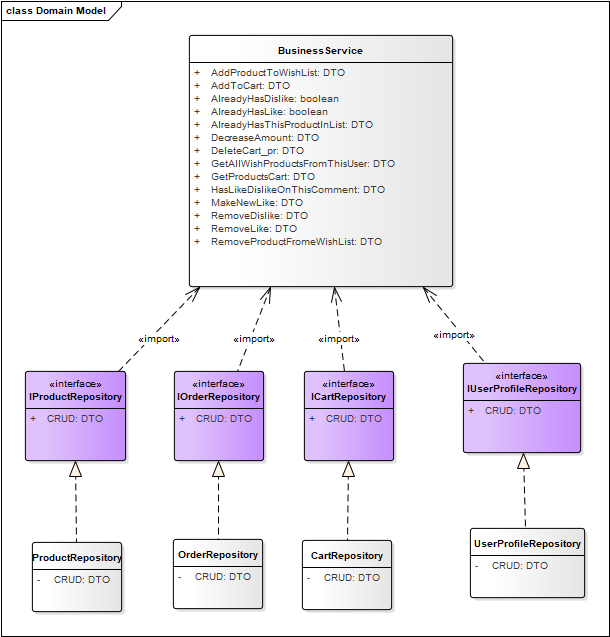 class Domain Model
BusinessService
+ AddProductToWishList: DTO
+ AddToCart: DTO
+ AlreadyHasDislike: boolean
+ AlreadyHasLike: boolean
+ AlreadyHasThisProductInList: DTO
+ DecreaseAmount: DTO
+ DeleteCart_pr: DTO
+ GetAllWishProductsFromThisUser: DTO
+ GetProductsCart: DTO
+ HasLikeDislikeOnThisComment: DTO
+ MakeNewLike: DTO
+ RemoveDislike: DTO
+ RemoveLike: DTO
+ RemoveProductFromeWishList: DTO
«import»
«import»
«import»
«import»
«interface»
IProductRepository
+ CRUD: DTO
«interface»
IOrderRepository
+ CRUD: DTO
«interface»
ICartRepository
+ CRUD: DTO
«interface»
IUserProfileRepository
+ CRUD: DTO
ProductRepository
- CRUD: DTO
OrderRepository
- CRUD: DTO
CartRepository
- CRUD: DTO
UserProfileRepository
- CRUD: DTO